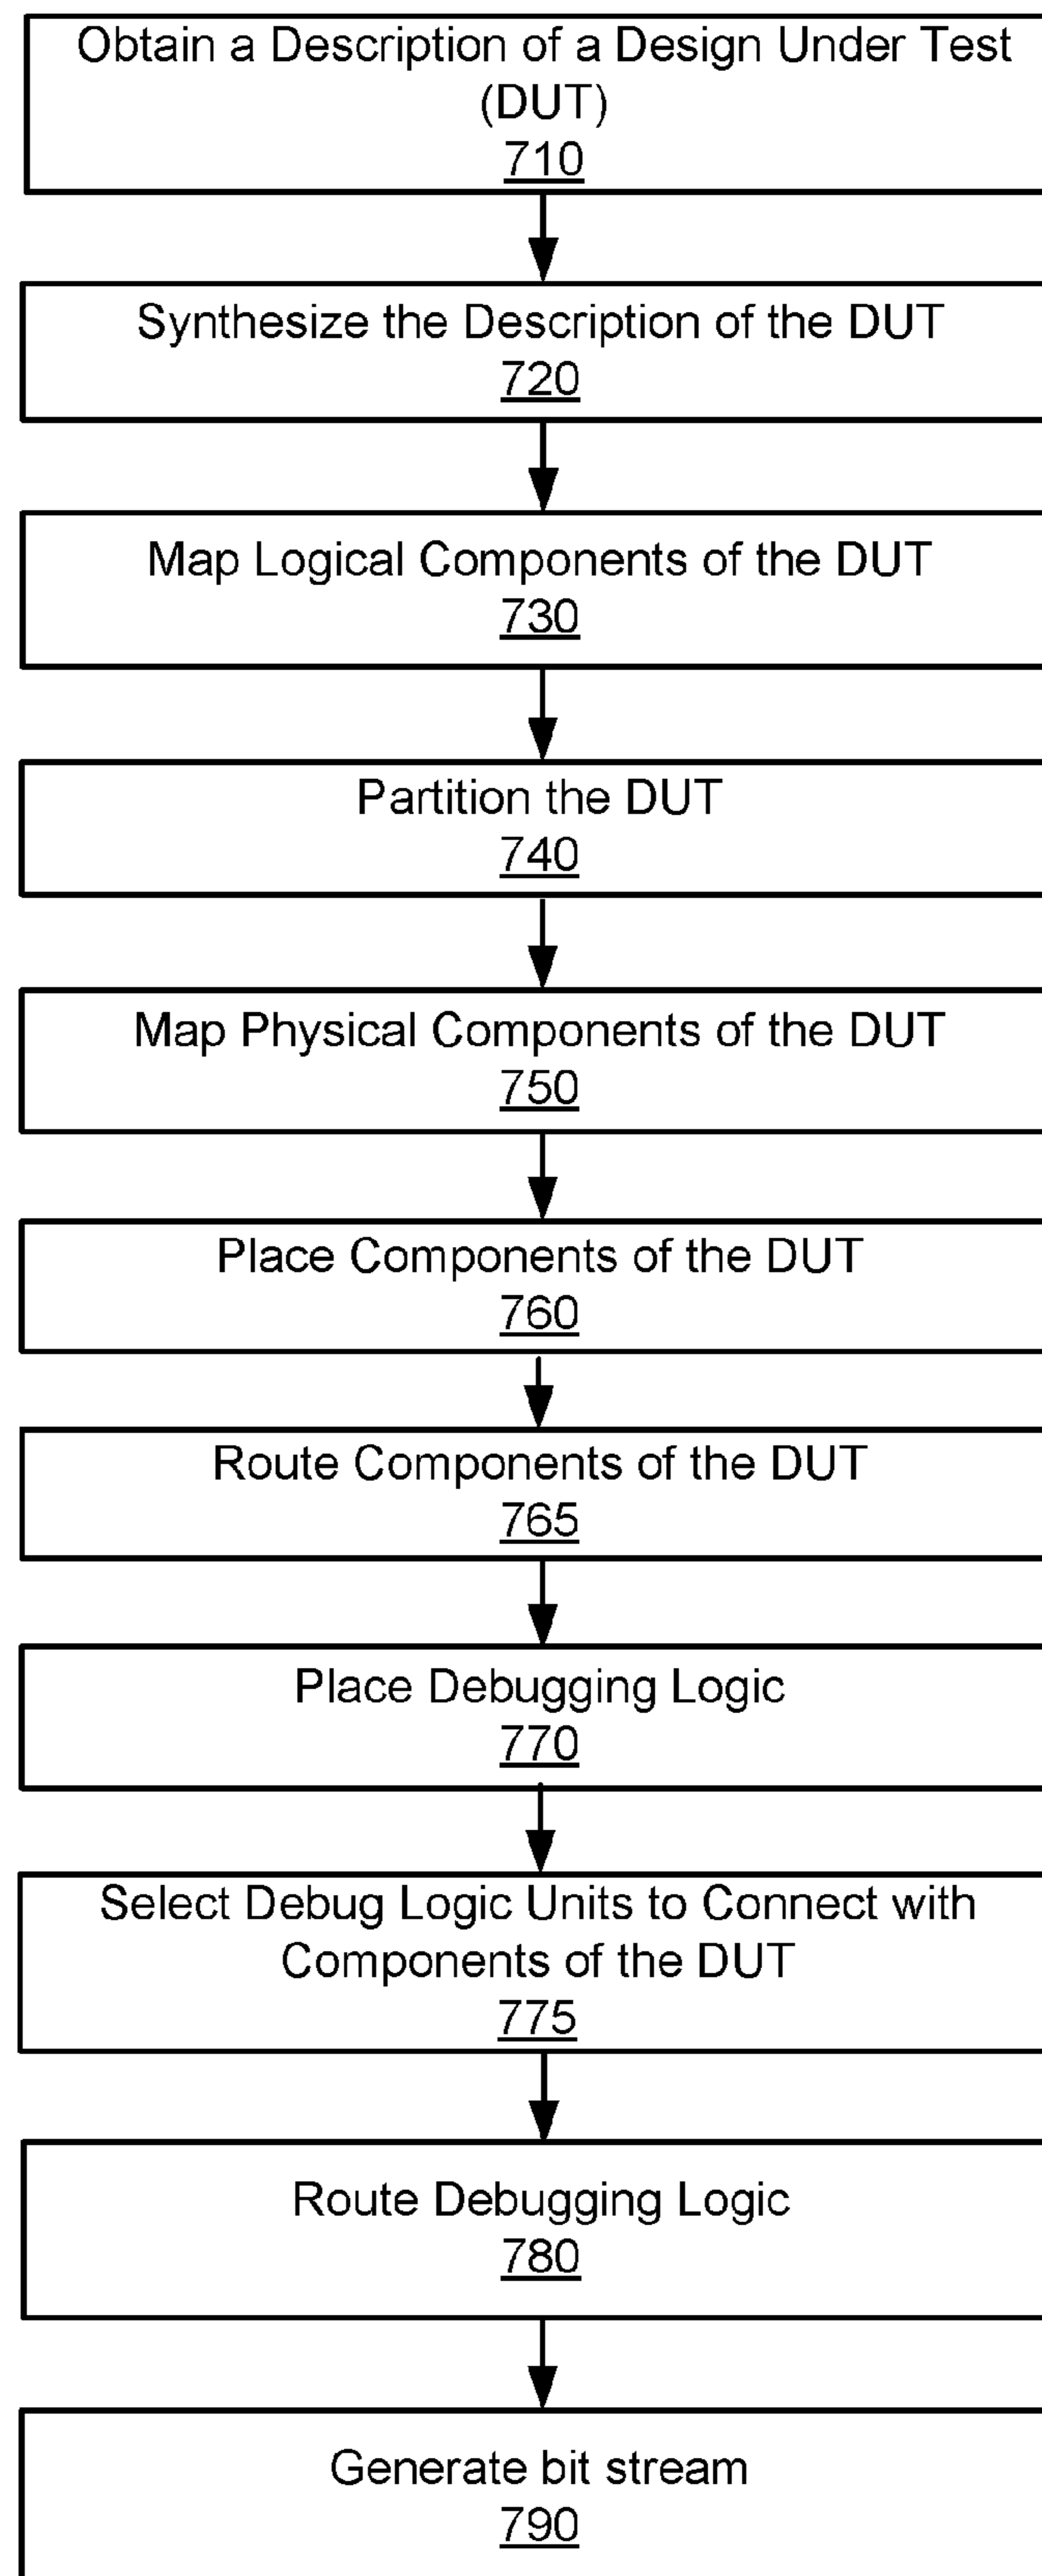 Obtain a Description of a Design Under Test
(DUT)
710
Synthesize the Description of the DUT
720
Map Logical Components of the DUT
730
Partition the DUT
740
Map Physical Components of the DUT
750
Place Components of the DUT
760
Route Components of the DUT
765
Place Debugging Logic
770
Select Debug Logic Units to Connect with
Components of the DUT
775
Route Debugging Logic
780
Generate bit stream
790